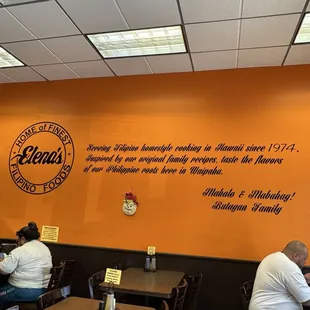 HOME OF FINEST
Elena's
FILIPINO FOODS
Serving Filipino homestyle cooking in Hawaii since 1974.
Inspired by our original family recipes, taste the flavors
of our Philippine roots here in Waipahu.
Mahalo & Mabuhay!
Butuyan Family